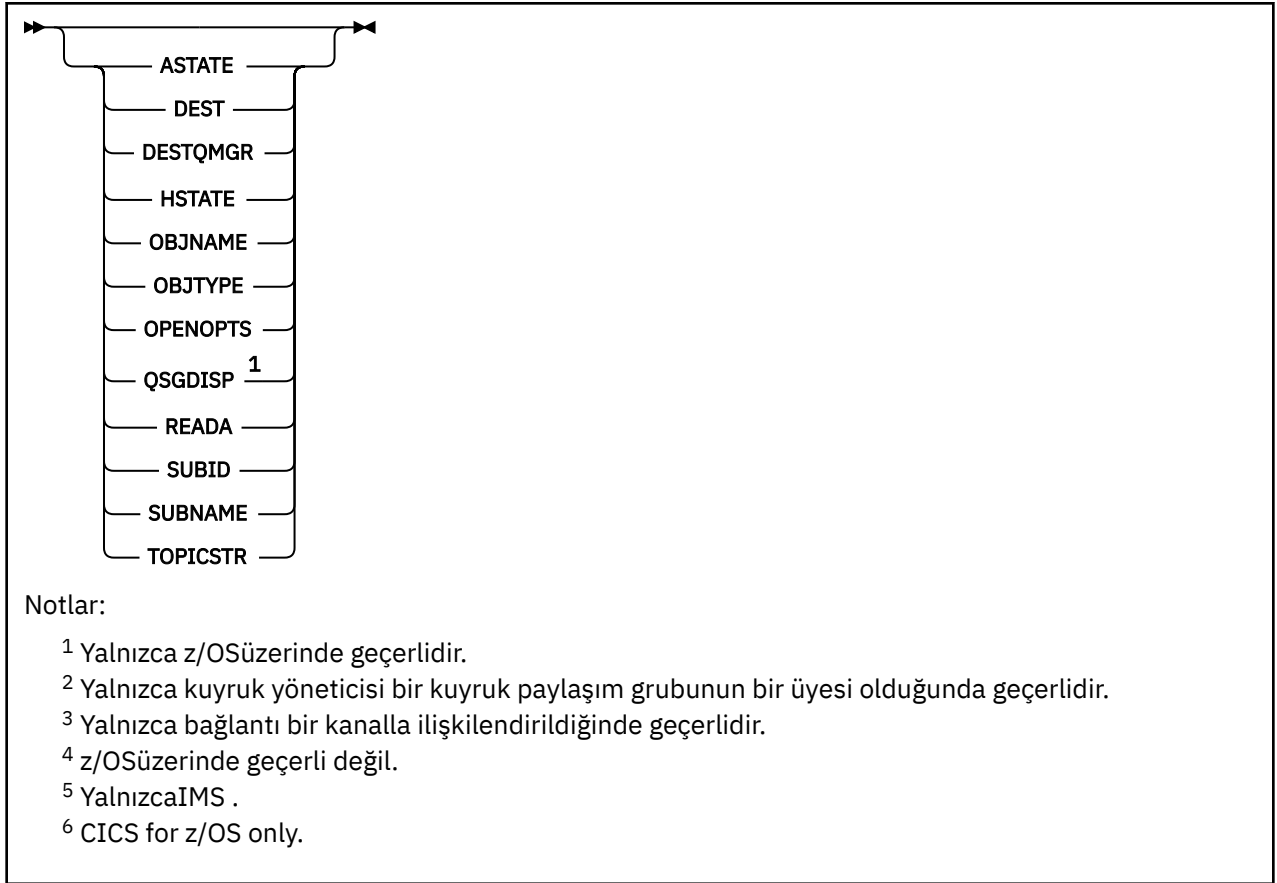 ASTATE
DEST
DESTQMGR
HSTATE
OBJNAME
OBJTYPE
OPENOPTS
QSGDISP 1
READA
SUBID
SUBNAME
TOPICSTR
Notlar:
1 Yalnızca z/OSüzerinde geçerlidir.
2 Yalnızca kuyruk yöneticisi bir kuyruk paylaşım grubunun bir üyesi olduğunda geçerlidir.
3 Yalnızca bağlantı bir kanalla ilişkilendirildiğinde geçerlidir.
4 z/OSüzerinde geçerli değil.
5 YalnızcaIMS .
6 CICS for z/OS only.